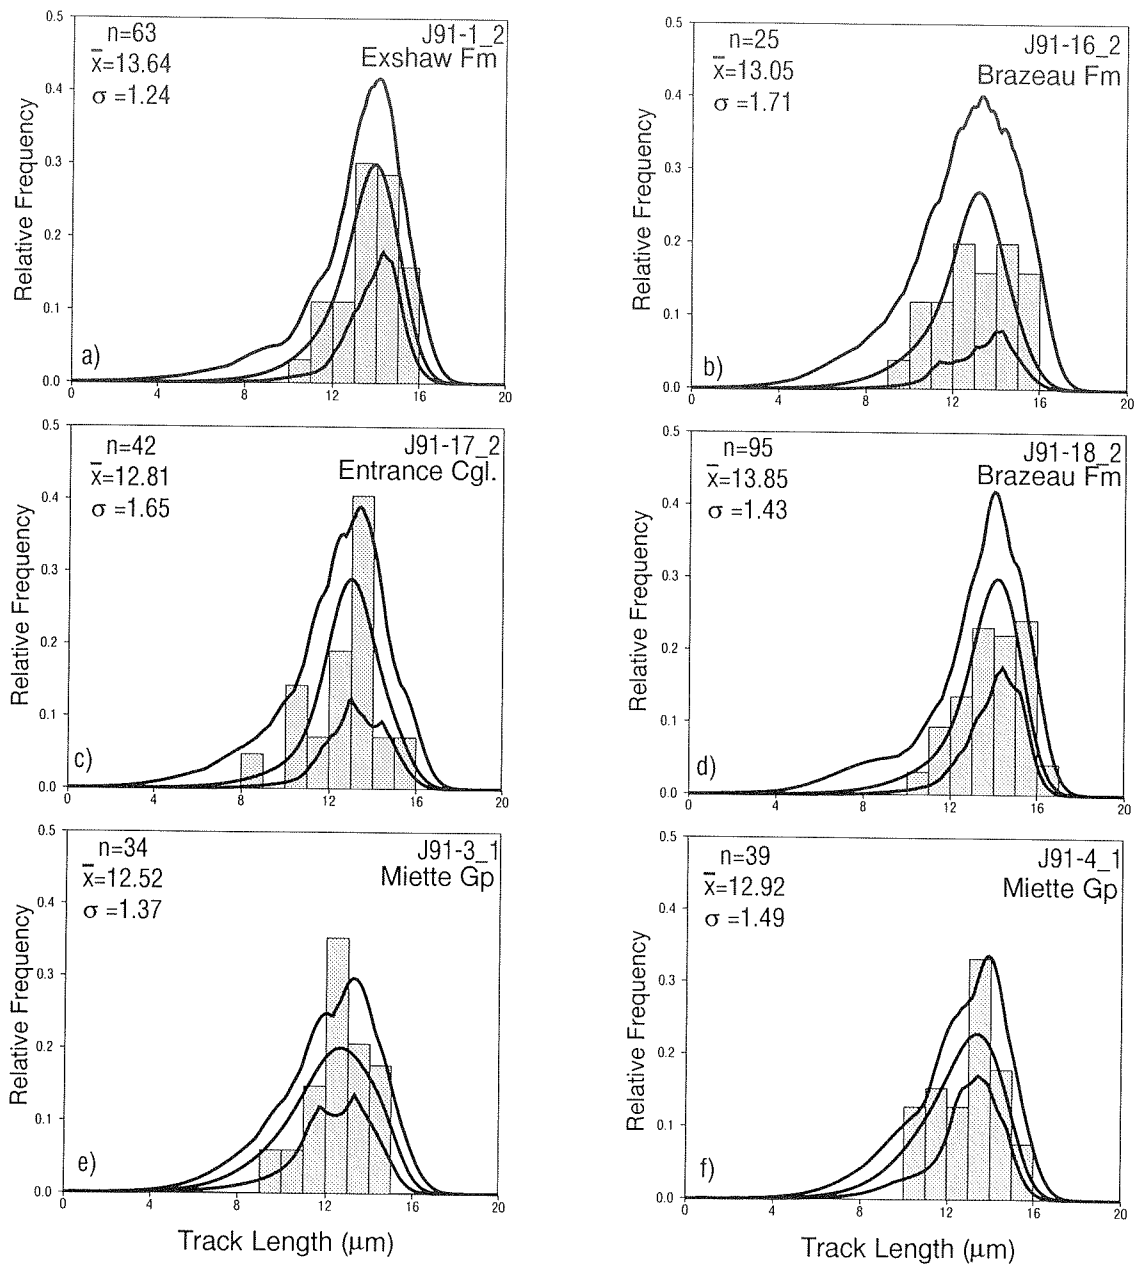 n=63
x̄=13.64
σ =1.24
J91-1_2
Exshaw Fm
Relative Frequency
0.5
0.4
0.3
0.2
0.1
0.0
a)
0 4 8 12 16 20
n=25
x̄=13.05
σ =1.71
J91-16_2
Brazeau Fm
Relative Frequency
0.5
0.4
0.3
0.2
0.1
0.0
b)
0 4 8 12 16 20
n=42
x̄=12.81
σ =1.65
J91-17_2
Entrance Cgl.
Relative Frequency
0.5
0.4
0.3
0.2
0.1
0.0
c)
0 4 8 12 16 20
n=95
x̄=13.85
σ =1.43
J91-18_2
Brazeau Fm
Relative Frequency
0.5
0.4
0.3
0.2
0.1
0.0
d)
0 4 8 12 16 20
n=34
x̄=12.52
σ =1.37
J91-3_1
Miette Gp
Relative Frequency
0.5
0.4
0.3
0.2
0.1
0.0
e)
0 4 8 12 16 20
Track Length (μm)
n=39
x̄=12.92
σ =1.49
J91-4_1
Miette Gp
Relative Frequency
0.5
0.4
0.3
0.2
0.1
0.0
f)
0 4 8 12 16 20
Track Length (μm)